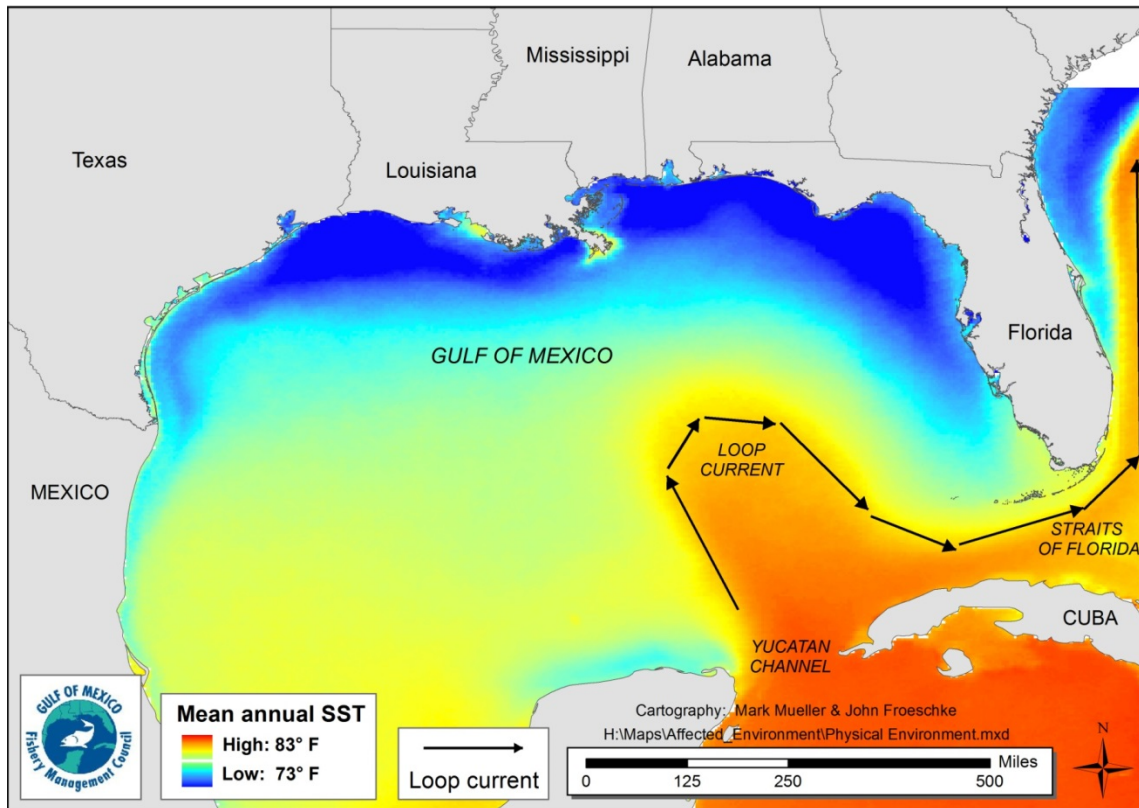 Mississippi
Alabama
Texas
Louisiana
GULF OF MEXICO
Florida
LOOP
CURRENT
MEXICO
STRAITS
OF FLORIDA
CUBA
YUCATAN
CHANNEL
GULF OF MEXICO
Fishery Management Council
Mean annual SST
High: 83° F
Low: 73° F
Loop current
Cartography: Mark Mueller & John Froeschke
H:\Maps\Affected_Environment\Physical Environment.mxd
Miles
0 125 250 500
N